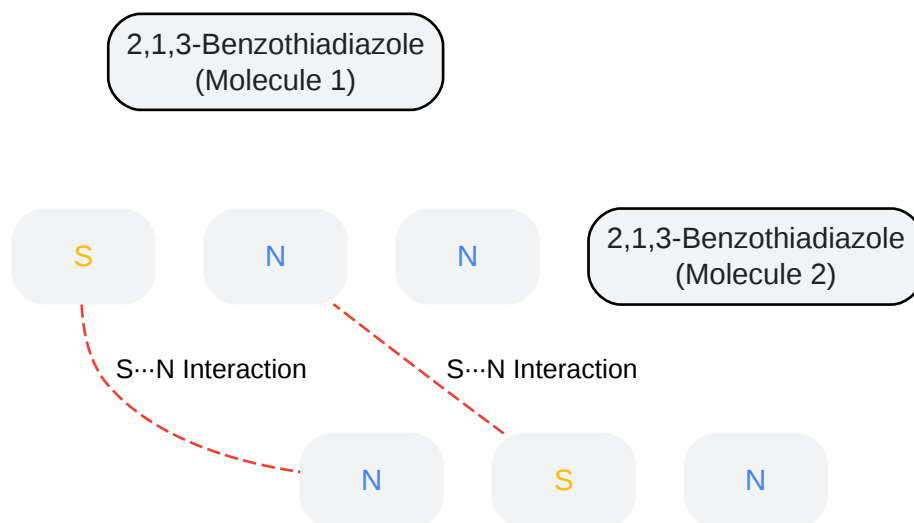 2,1,3-Benzothiadiazole
(Molecule 1)
S
N
N
2,1,3-Benzothiadiazole
(Molecule 2)
S···N Interaction
S···N Interaction
N
S
N